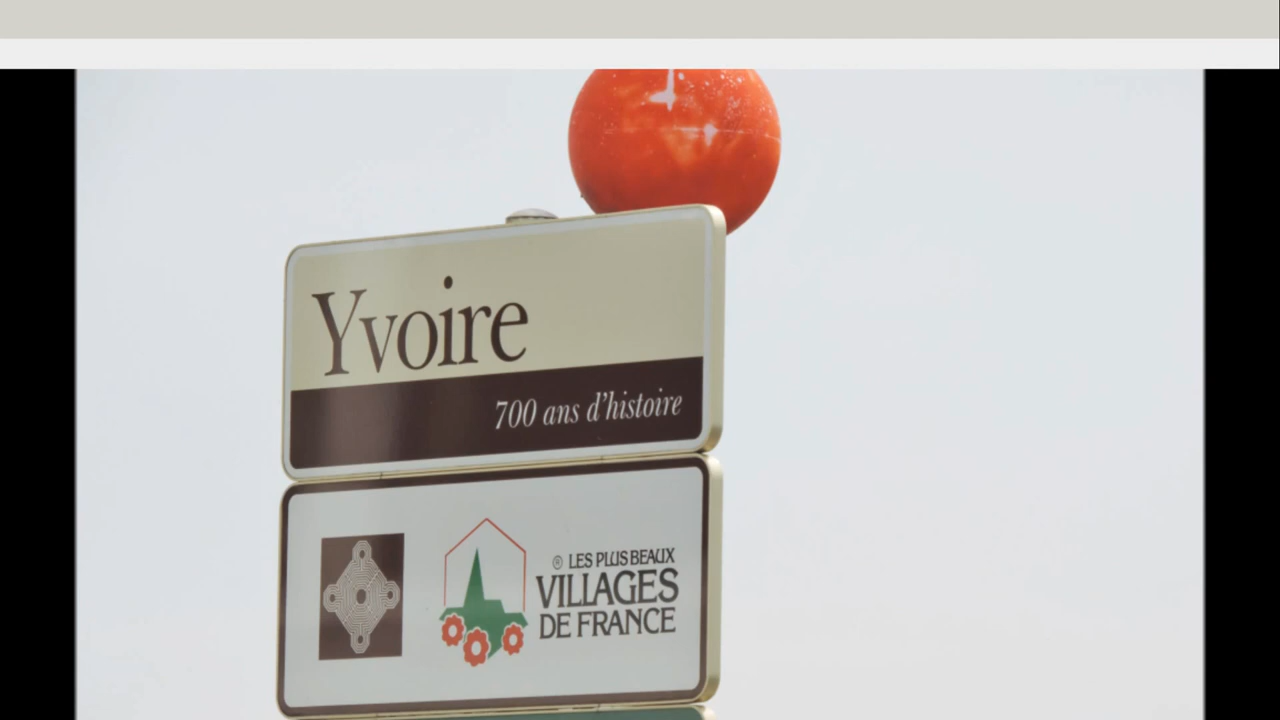 Yvoire
700 ans d'histoire
® LES PLUS BEAUX
VILLAGES
DE FRANCE